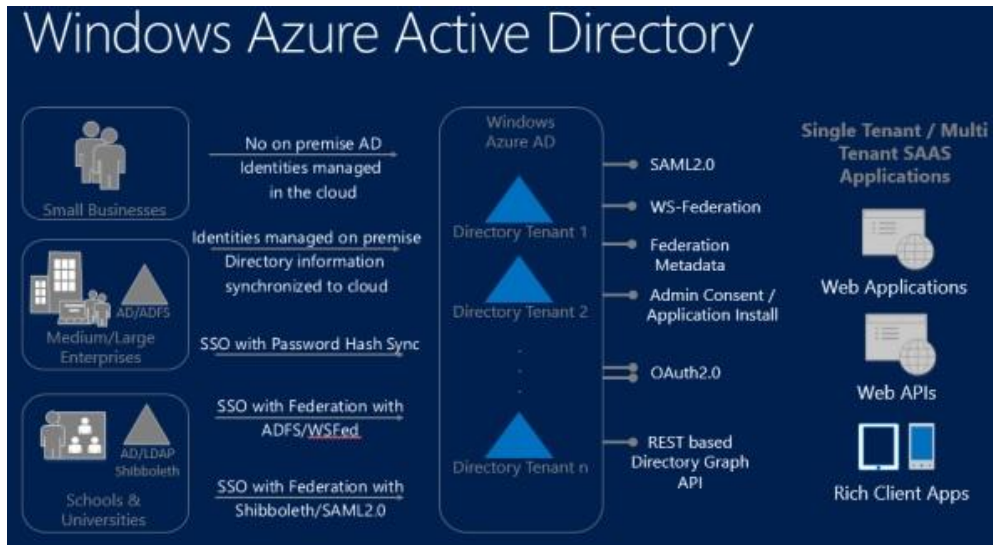 Windows Azure Active Directory
Small Businesses
AD/ADFS
Medium/Large
Enterprises
AD/LDAP
Shibboleth
Schools &
Universities
No on premise AD
Identities managed
in the cloud
Identities managed on premise
Directory information
synchronized to cloud
SSO with Password Hash Sync
SSO with Federation with
ADFS/WSFed
SSO with Federation with
Shibboleth/SAML2.0
Windows
Azure AD
Directory Tenant 1
Directory Tenant 2
.
.
.
Directory Tenant n
SAML2.0
WS-Federation
Federation
Metadata
Admin Consent /
Application Install
OAuth2.0
REST based
Directory Graph
API
Single Tenant / Multi
Tenant SAAS
Applications
Web Applications
Web APIs
Rich Client Apps